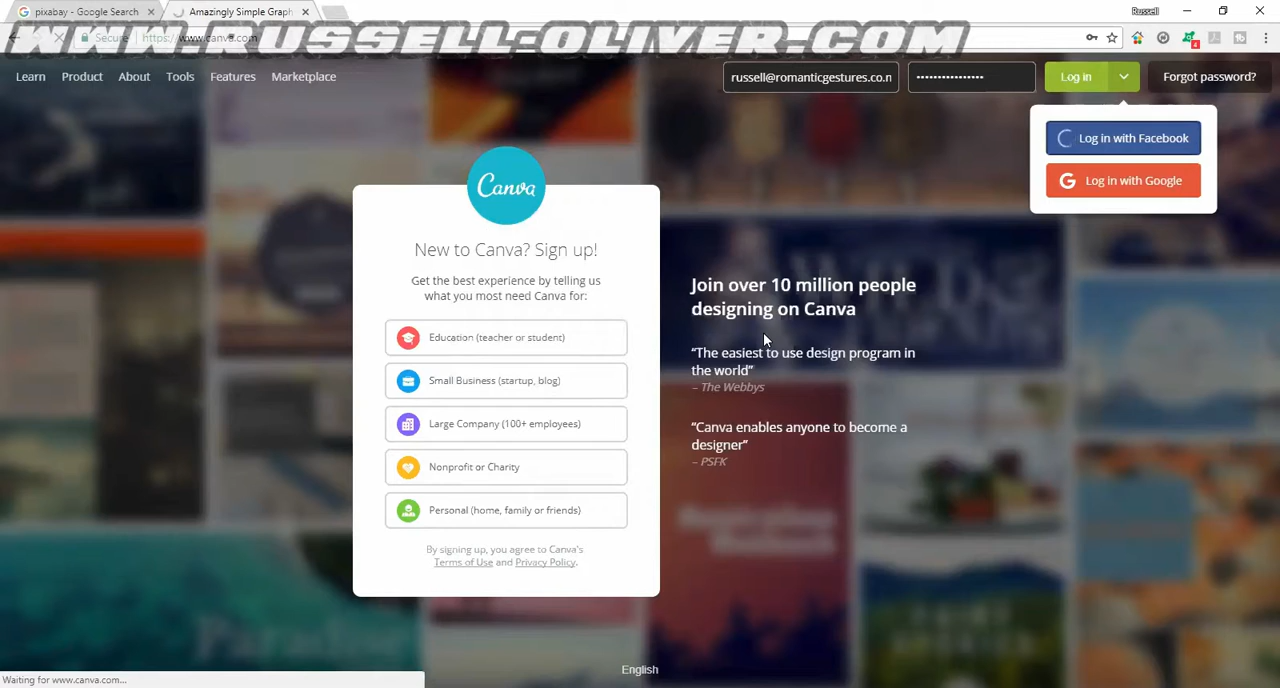 pixabay - Google Search
Amazingly Simple Graph
Russell
WWW.RUSSELL-OLIVER.COM
Secure
https://www.canva.com
Learn
Product
About
Tools
Features
Marketplace
russell@romanticgestures.co.n
Log in
Forgot password?
Log in with Facebook
Log in with Google
Canva
New to Canva? Sign up!
Get the best experience by telling us
what you most need Canva for:
Education (teacher or student)
Small Business (startup, blog)
Large Company (100+ employees)
Nonprofit or Charity
Personal (home, family or friends)
By signing up, you agree to Canva's
Terms of Use and Privacy Policy.
Join over 10 million people
designing on Canva
“The easiest to use design program in
the world”
– The Webbys
“Canva enables anyone to become a
designer”
– PSFK
English
Waiting for www.canva.com...